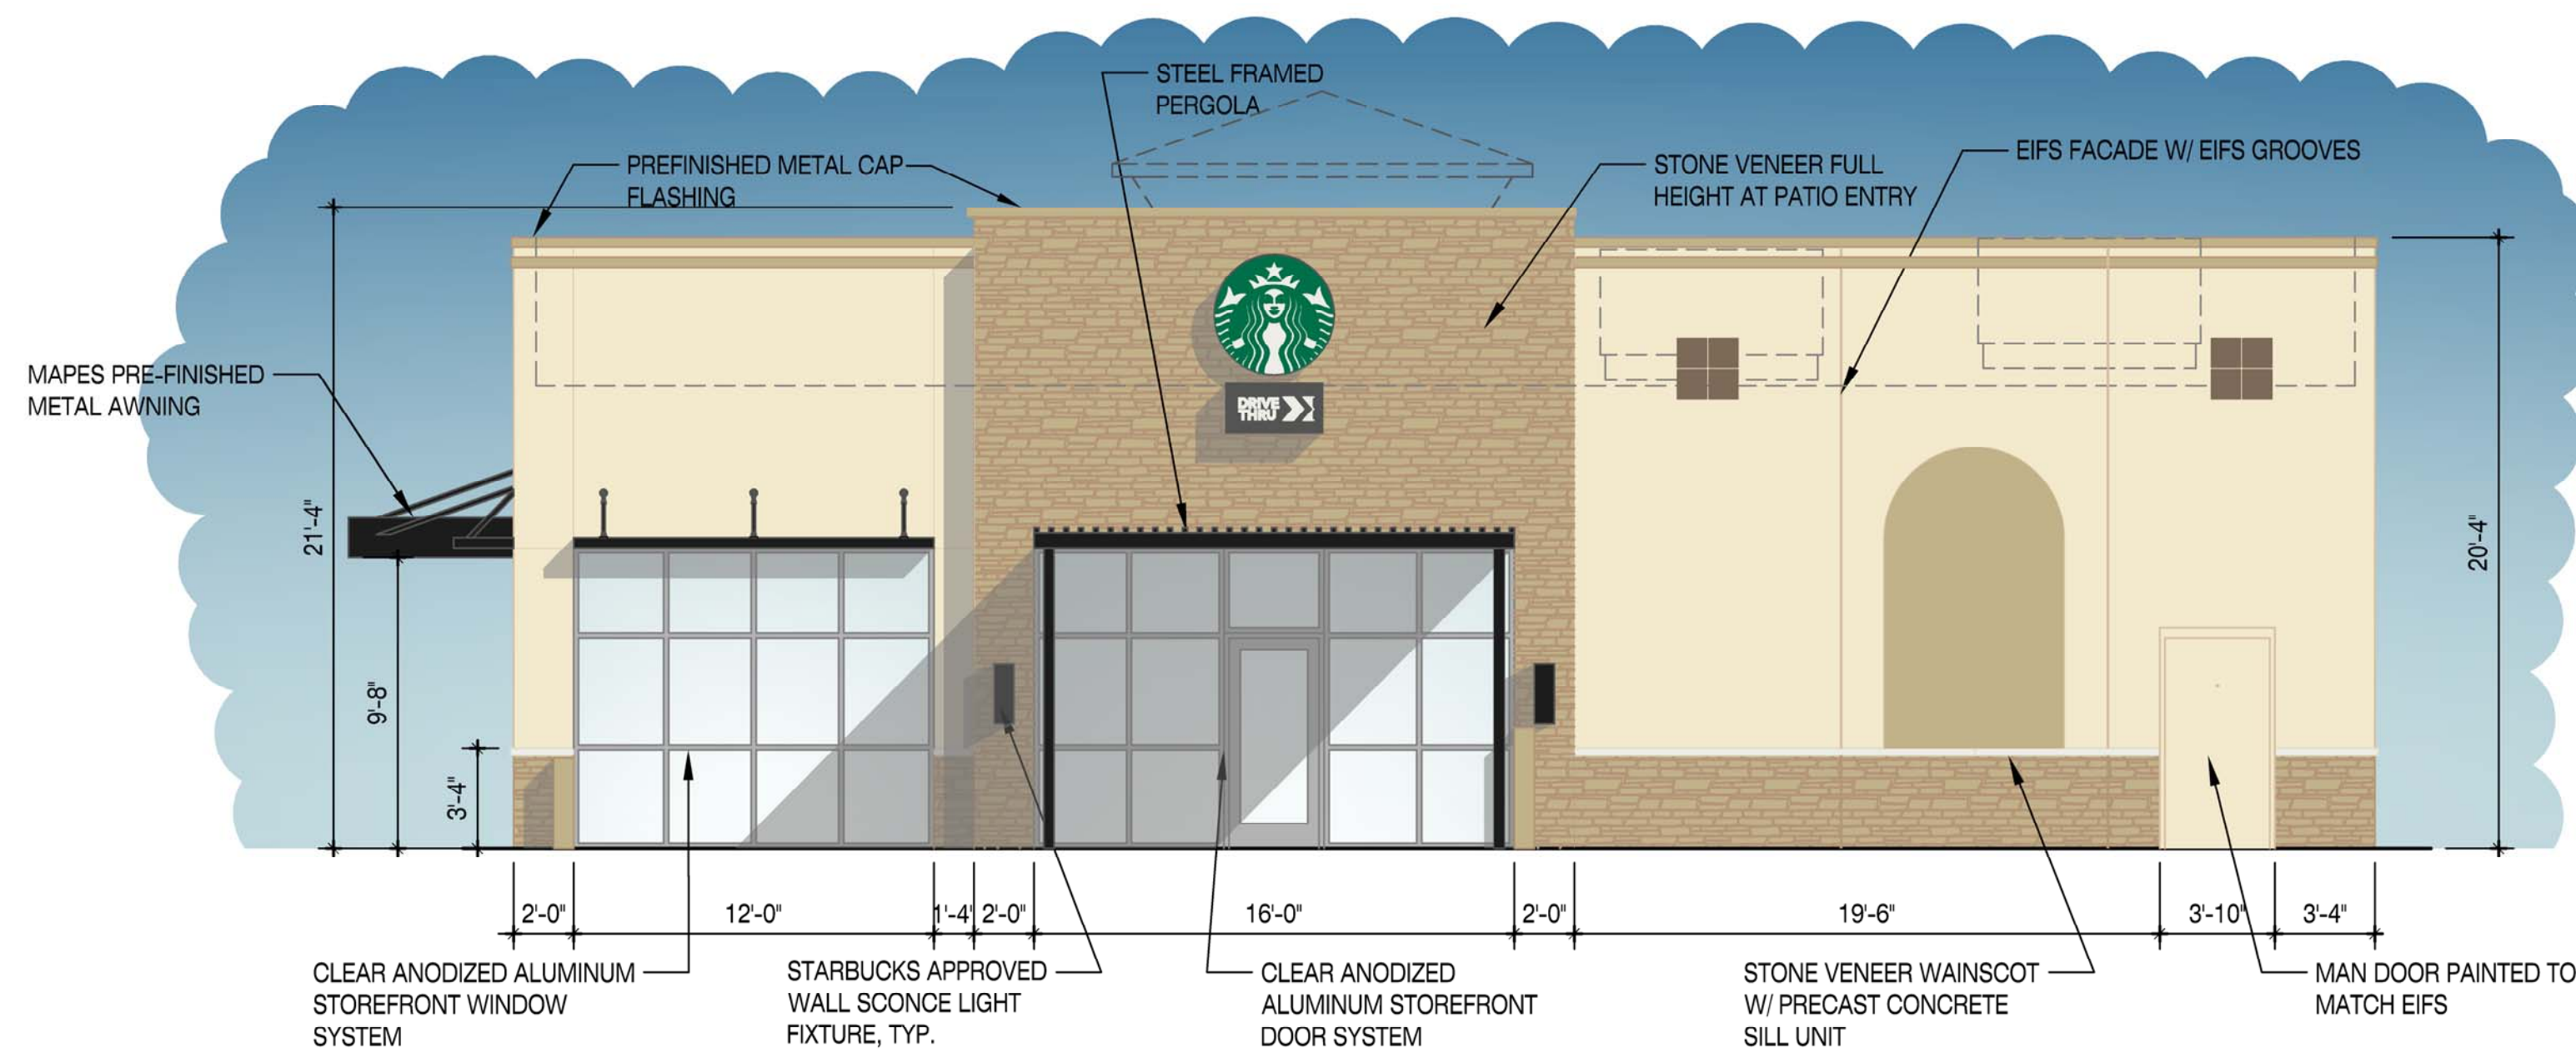 STEEL FRAMED
PERGOLA
PREFINISHED METAL CAP
FLASHING
STONE VENEER FULL
HEIGHT AT PATIO ENTRY
EIFS FACADE W/ EIFS GROOVES
MAPES PRE-FINISHED
METAL AWNING
DRIVE
THRU
21'-4"
9'-8"
3'-4"
20'-4"
2'-0" 12'-0" 1'-4' 2'-0" 16'-0" 2'-0" 19'-6" 3'-10" 3'-4"
CLEAR ANODIZED ALUMINUM
STOREFRONT WINDOW
SYSTEM
STARBUCKS APPROVED
WALL SCONCE LIGHT
FIXTURE, TYP.
CLEAR ANODIZED
ALUMINUM STOREFRONT
DOOR SYSTEM
STONE VENEER WAINSCOT
W/ PRECAST CONCRETE
SILL UNIT
MAN DOOR PAINTED TO
MATCH EIFS